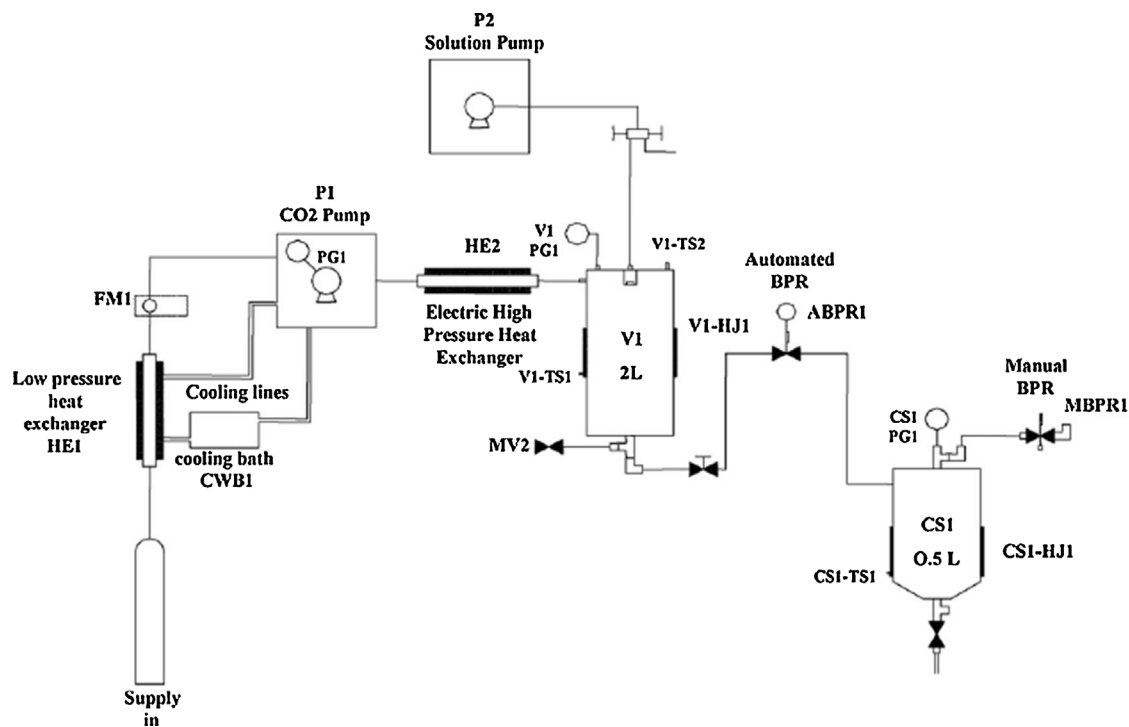 P2
Solution Pump
P1
CO2 Pump
PG1
FM1
HE2
Electric High
Pressure Heat
Exchanger
V1
PG1
V1-TS2
V1
2L
V1-HJ1
V1-TS1
Automated
BPR
ABPR1
Low pressure
heat
exchanger
HE1
Cooling lines
cooling bath
CWB1
MV2
Manual
BPR
MBPR1
CS1
PG1
CS1
O.5 L
CS1-HJ1
CS1-TS1
Supply
in